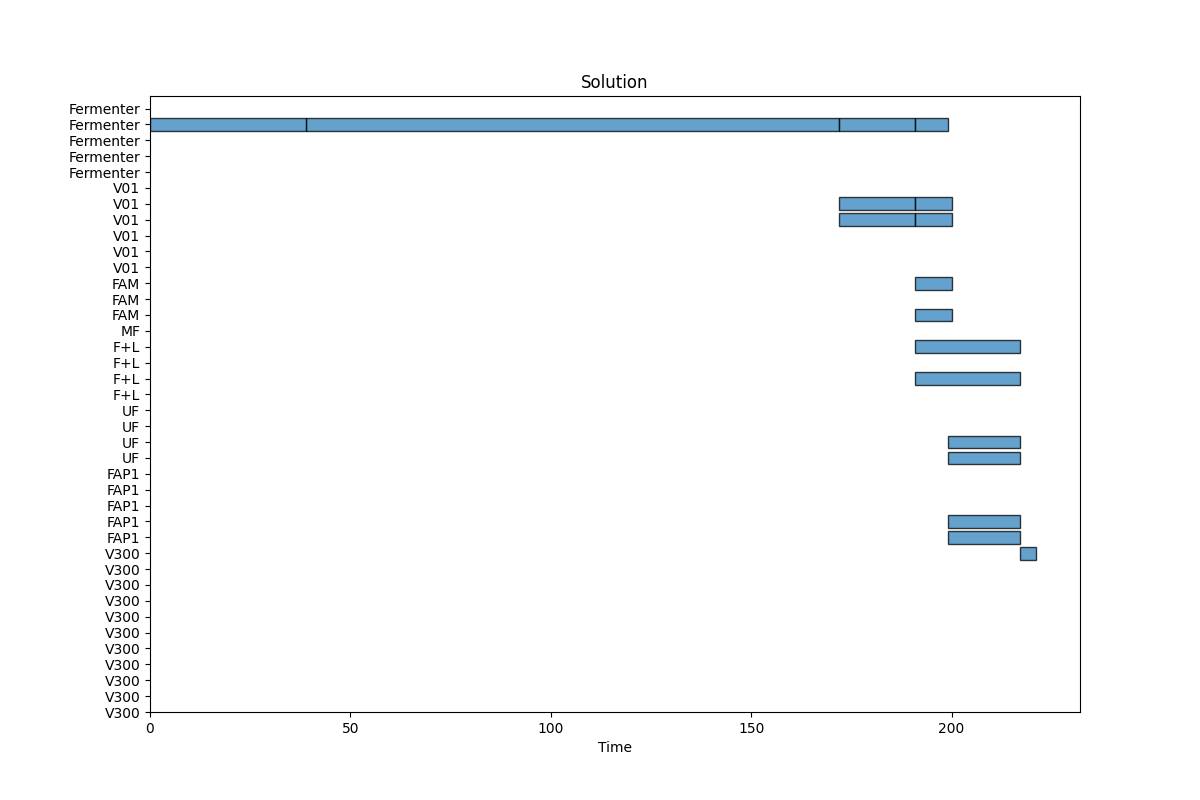 Solution
Fermenter
Fermenter
Fermenter
Fermenter
Fermenter
V01
V01
V01
V01
V01
V01
FAM
FAM
FAM
MF
F+L
F+L
F+L
F+L
UF
UF
UF
UF
FAP1
FAP1
FAP1
FAP1
FAP1
V300
V300
V300
V300
V300
V300
V300
V300
V300
V300
V300
0 50 100 150 200
Time